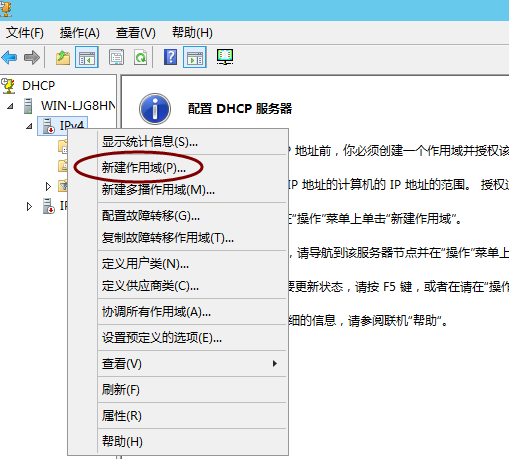 文件(F) 操作(A) 查看(V) 帮助(H)
DHCP
WIN-LJG8HN
IPv4
配置 DHCP 服务器
显示统计信息(S)...
新建作用域(P)...
新建多播作用域(M)...
配置故障转移(G)...
复制故障转移作用域(T)...
定义用户类(N)...
定义供应商类(C)...
协调所有作用域(A)...
设置预定义的选项(E)...
查看(V)
刷新(F)
属性(R)
帮助(H)
IP 地址前，你必须创建一个作用域并授权该
IP 地址的计算机的 IP 地址的范围。 授权过
在“操作”菜单上单击“新建作用域”。
，请导航到该服务器节点并在“操作”菜单上
要更新状态，请按 F5 键，或者在请在“操作
细的信息，请参阅联机“帮助”。